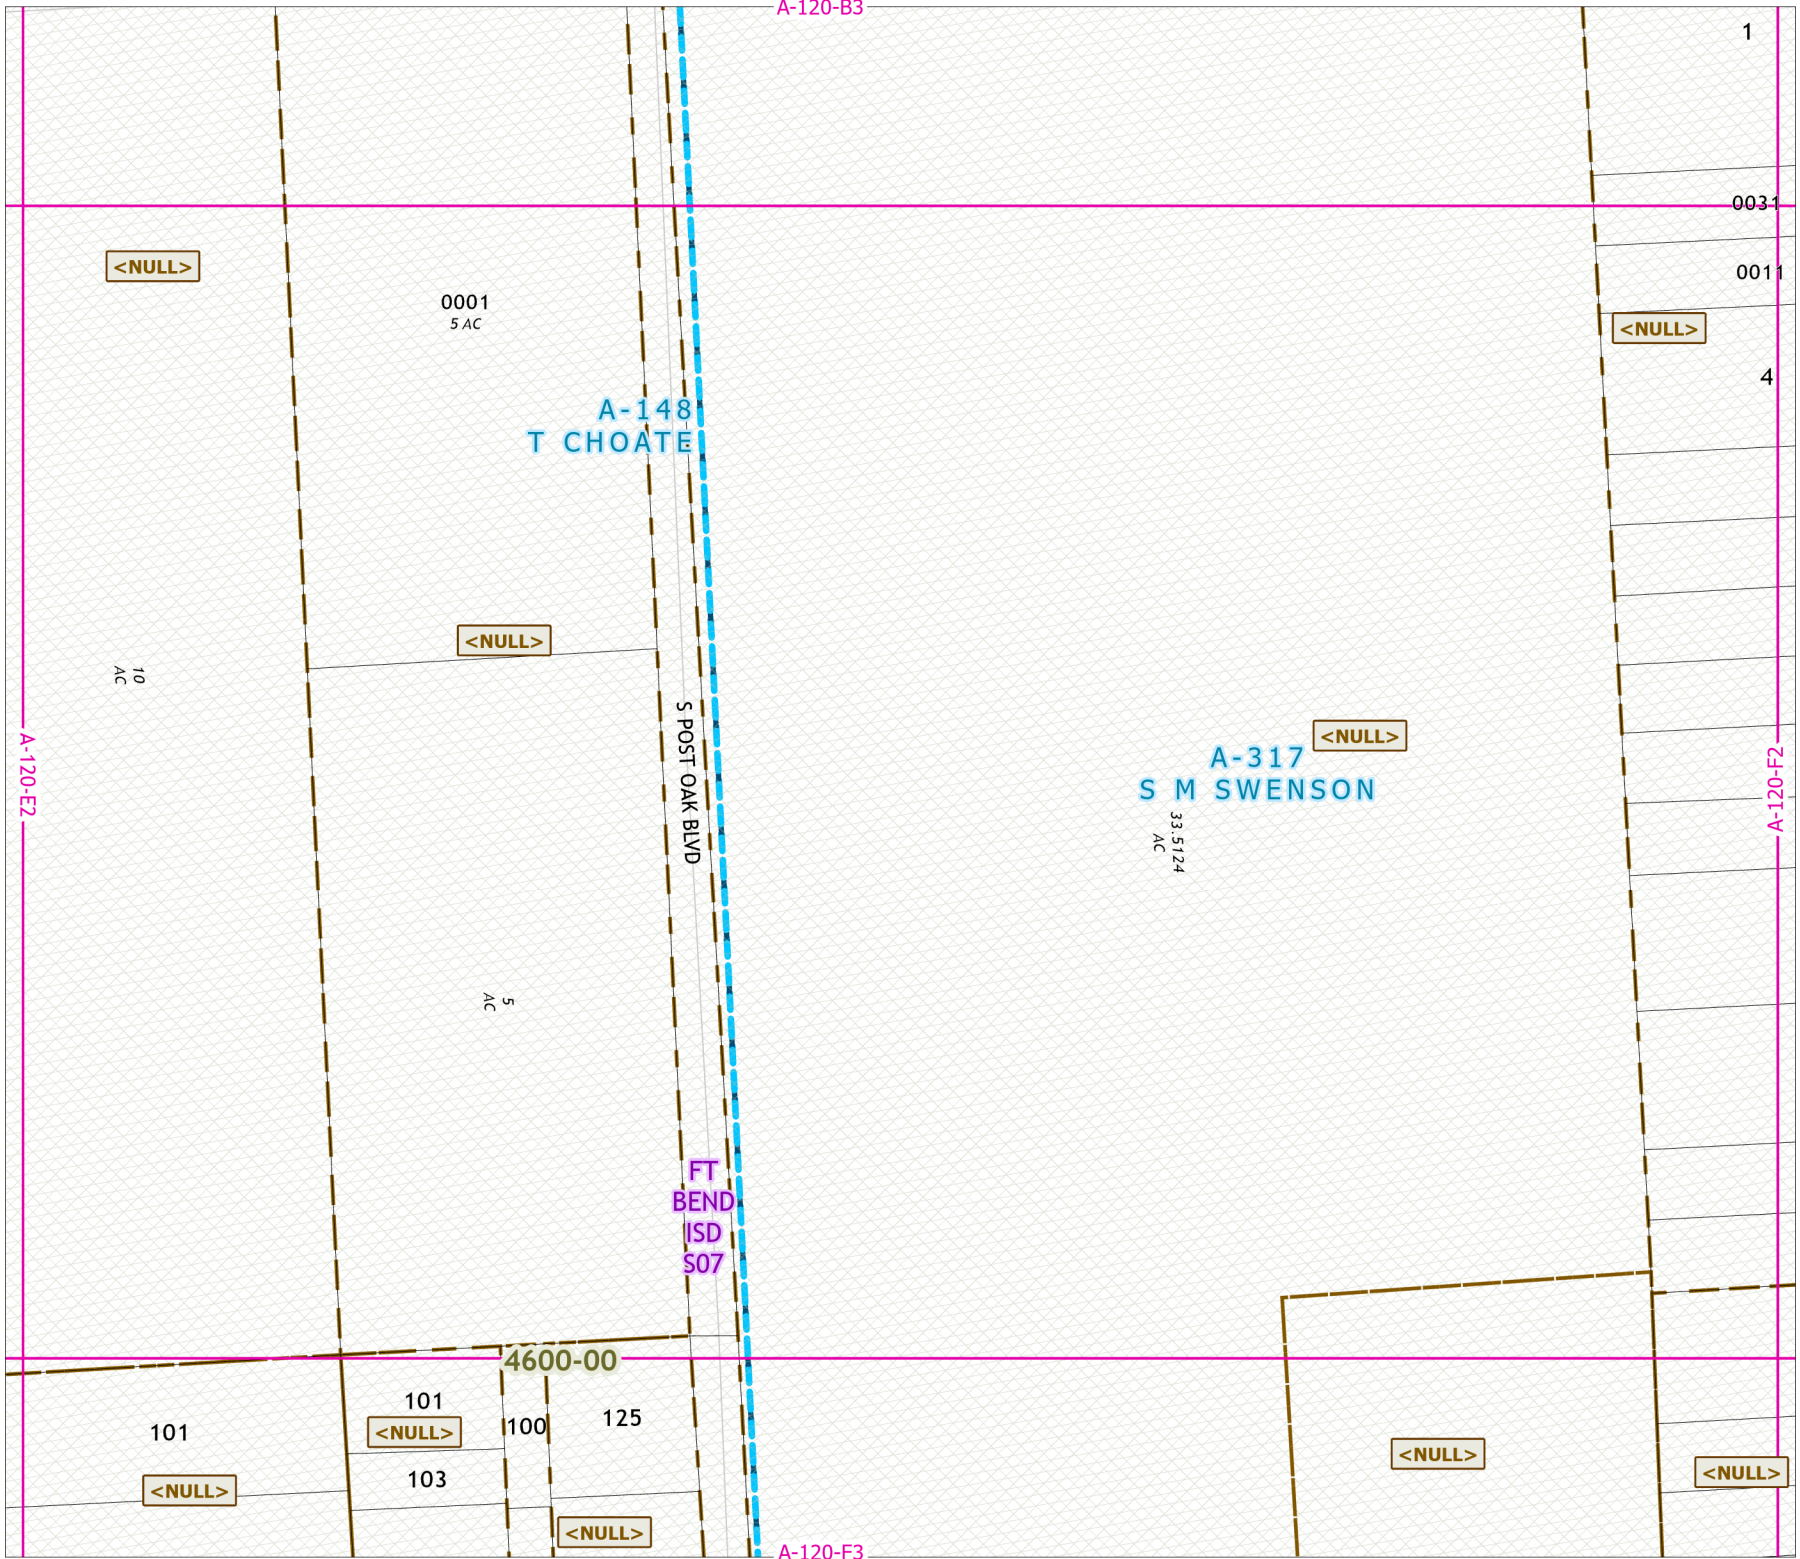 A-120-B3
1
0031
<NULL>
0011
0001
5 AC
<NULL>
4
A-148
T CHOATE
<NULL>
10
AC
S POST OAK BLVD
<NULL>
A-317
S M SWENSON
A-120-E2
A-120-F2
33.5124
AC
5
AC
FT
BEND
ISD
S07
4600-00
101
<NULL>
101
<NULL>
103
100
125
<NULL>
<NULL>
<NULL>
A-120-F3